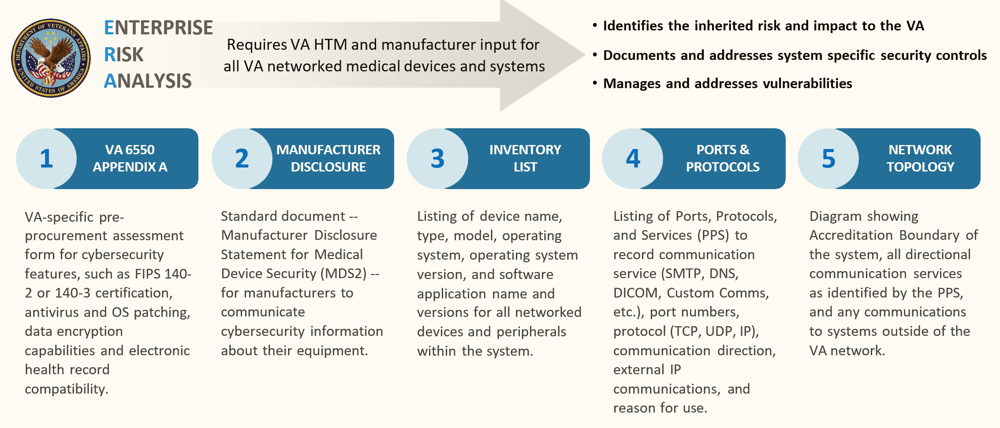 DEPARTMENT OF VETERANS AFFAIRS
UNITED STATES OF AMERICA
ENTERPRISE
RISK
ANALYSIS
Requires VA HTM and manufacturer input for
all VA networked medical devices and systems
• Identifies the inherited risk and impact to the VA
• Documents and addresses system specific security controls
• Manages and addresses vulnerabilities
1
VA 6550
APPENDIX A
VA-specific pre-
procurement assessment
form for cybersecurity
features, such as FIPS 140-
2 or 140-3 certification,
antivirus and OS patching,
data encryption
capabilities and electronic
health record
compatibility.
2
MANUFACTURER
DISCLOSURE
Standard document --
Manufacturer Disclosure
Statement for Medical
Device Security (MDS2) --
for manufacturers to
communicate
cybersecurity information
about their equipment.
3
INVENTORY
LIST
Listing of device name,
type, model, operating
system, operating system
version, and software
application name and
versions for all networked
devices and peripherals
within the system.
4
PORTS &
PROTOCOLS
Listing of Ports, Protocols,
and Services (PPS) to
record communication
service (SMTP, DNS,
DICOM, Custom Comms,
etc.), port numbers,
protocol (TCP, UDP, IP),
communication direction,
external IP
communications, and
reason for use.
5
NETWORK
TOPOLOGY
Diagram showing
Accreditation Boundary of
the system, all directional
communication services
as identified by the PPS,
and any communications
to systems outside of the
VA network.